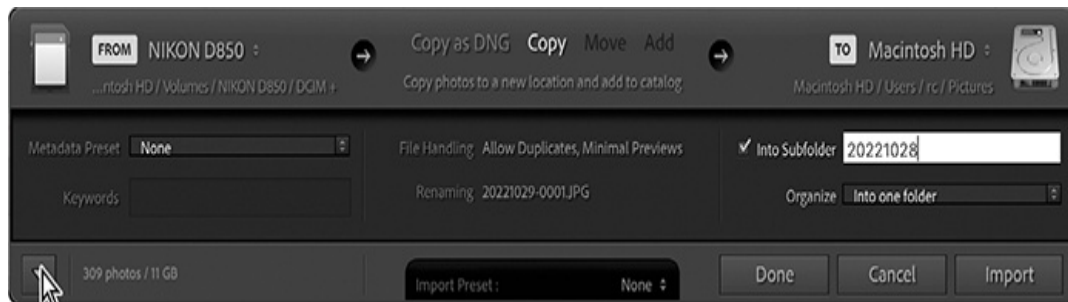 FROM NIKON D850
...ntosh HD / Volumes / NIKON D850 / DCIM +
Copy as DNG Copy Move Add
Copy photos to a new location and add to catalog
TO Macintosh HD
Macintosh HD / Users / rc / Pictures
Metadata Preset None
Keywords
File Handling Allow Duplicates, Minimal Previews
Renaming 20221029-0001.JPG
Into Subfolder 20221028
Organize Into one folder
309 photos / 11 GB
Import Preset : None
Done Cancel Import